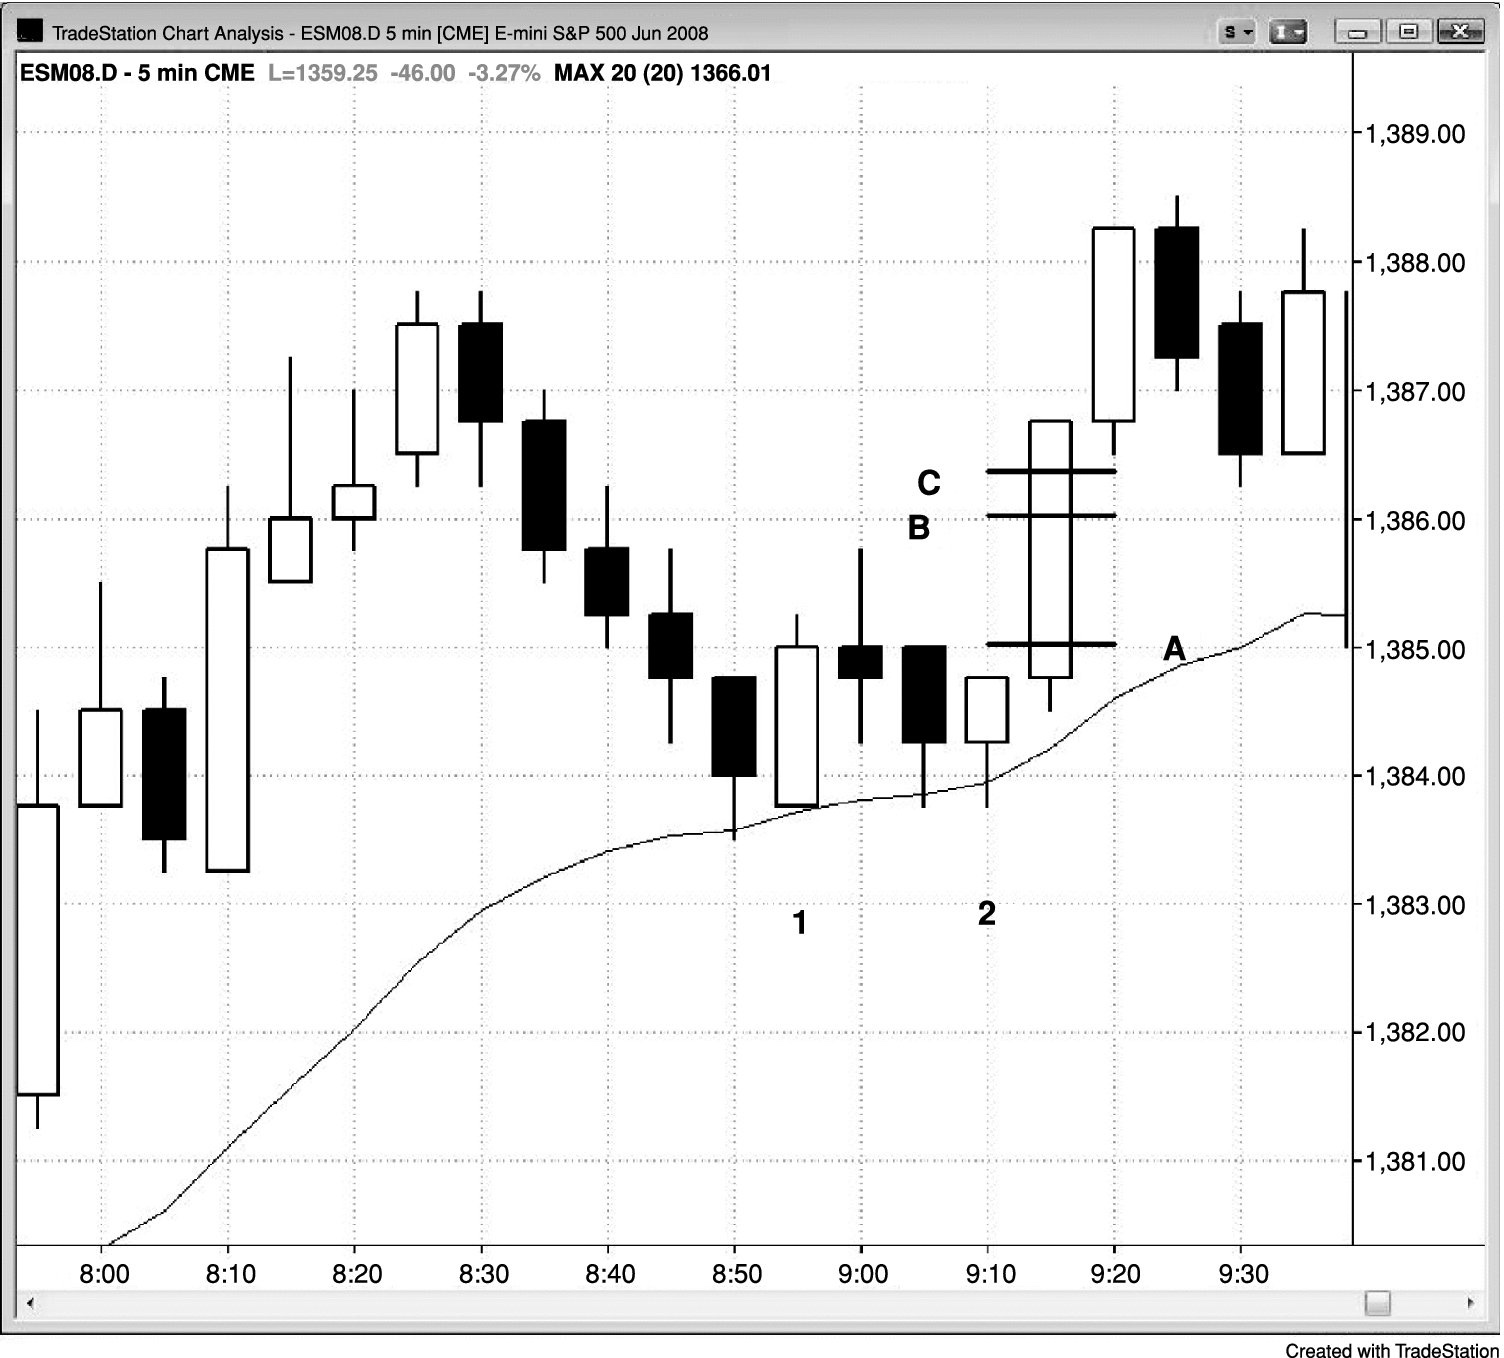 TradeStation Chart Analysis - ESM08.D 5 min [CME] E-mini S&P 500 Jun 2008
S
I
ESM08.D - 5 min CME L=1359.25 -46.00 -3.27% MAX 20 (20) 1366.01
1,389.00
1,388.00
1,387.00
C
B
1,386.00
A
1,385.00
1,384.00
1
2
1,383.00
1,382.00
1,381.00
8:00 8:10 8:20 8:30 8:40 8:50 9:00 9:10 9:20 9:30
Created with TradeStation